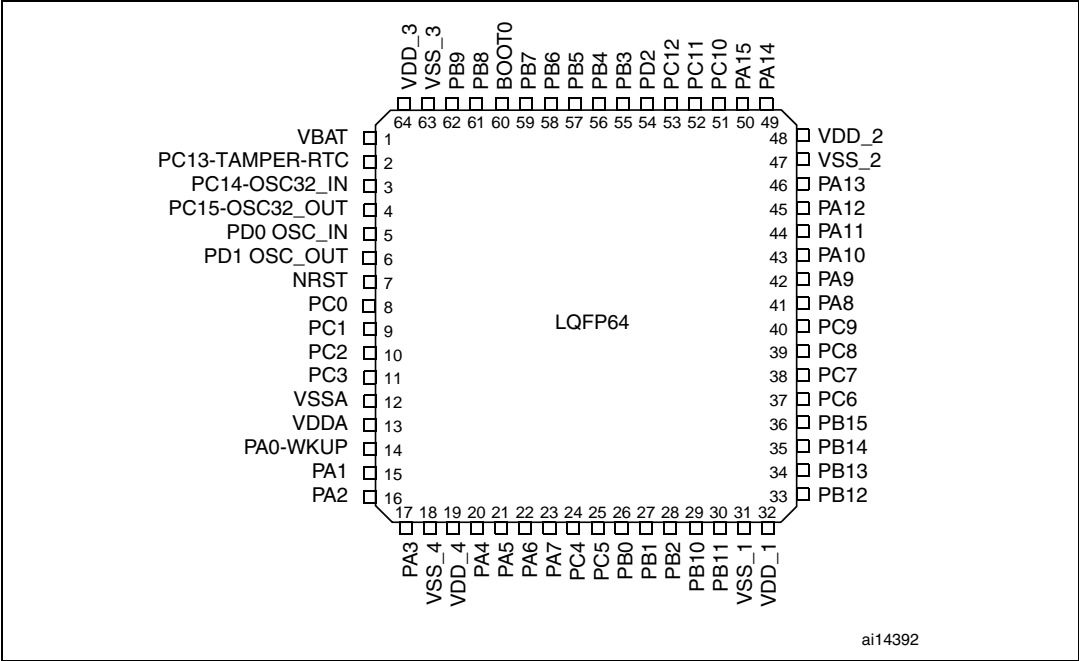 VDD_3
VSS_3
PB9
PB8
BOOT0
PB7
PB6
PB5
PB4
PB3
PD2
PC12
PC11
PC10
PA15
PA14
64 63 62 61 60 59 58 57 56 55 54 53 52 51 50 49
VBAT 1
PC13-TAMPER-RTC 2
PC14-OSC32_IN 3
PC15-OSC32_OUT 4
PD0 OSC_IN 5
PD1 OSC_OUT 6
NRST 7
PC0 8
PC1 9
PC2 10
PC3 11
VSSA 12
VDDA 13
PA0-WKUP 14
PA1 15
PA2 16
LQFP64
48 VDD_2
47 VSS_2
46 PA13
45 PA12
44 PA11
43 PA10
42 PA9
41 PA8
40 PC9
39 PC8
38 PC7
37 PC6
36 PB15
35 PB14
34 PB13
33 PB12
17 18 19 20 21 22 23 24 25 26 27 28 29 30 31 32
PA3
VSS_4
VDD_4
PA4
PA5
PA6
PA7
PC4
PC5
PB0
PB1
PB2
PB10
PB11
VSS_1
VDD_1
ai14392